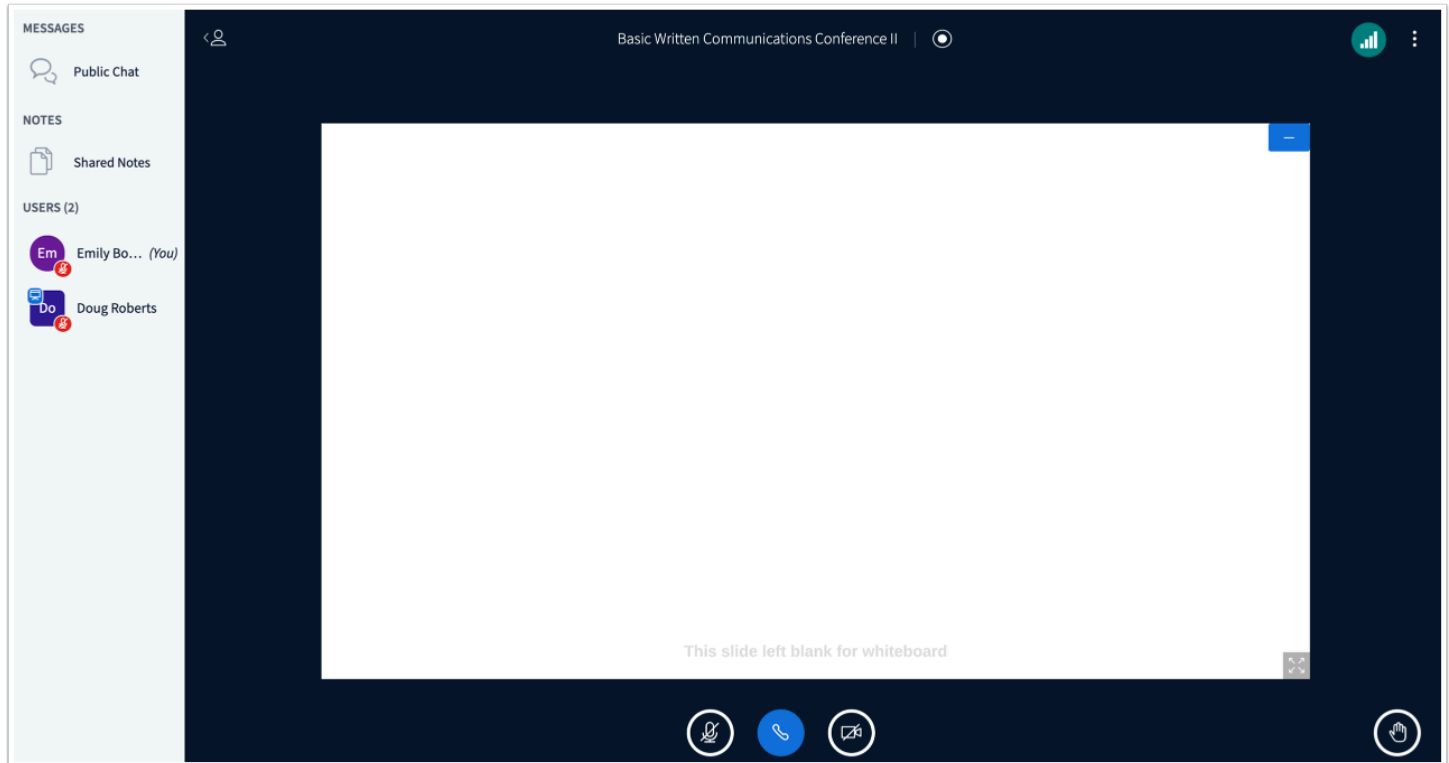 MESSAGES
Public Chat
NOTES
Shared Notes
USERS (2)
Em Emily Bo... (You)
Do Doug Roberts
Basic Written Communications Conference II
This slide left blank for whiteboard